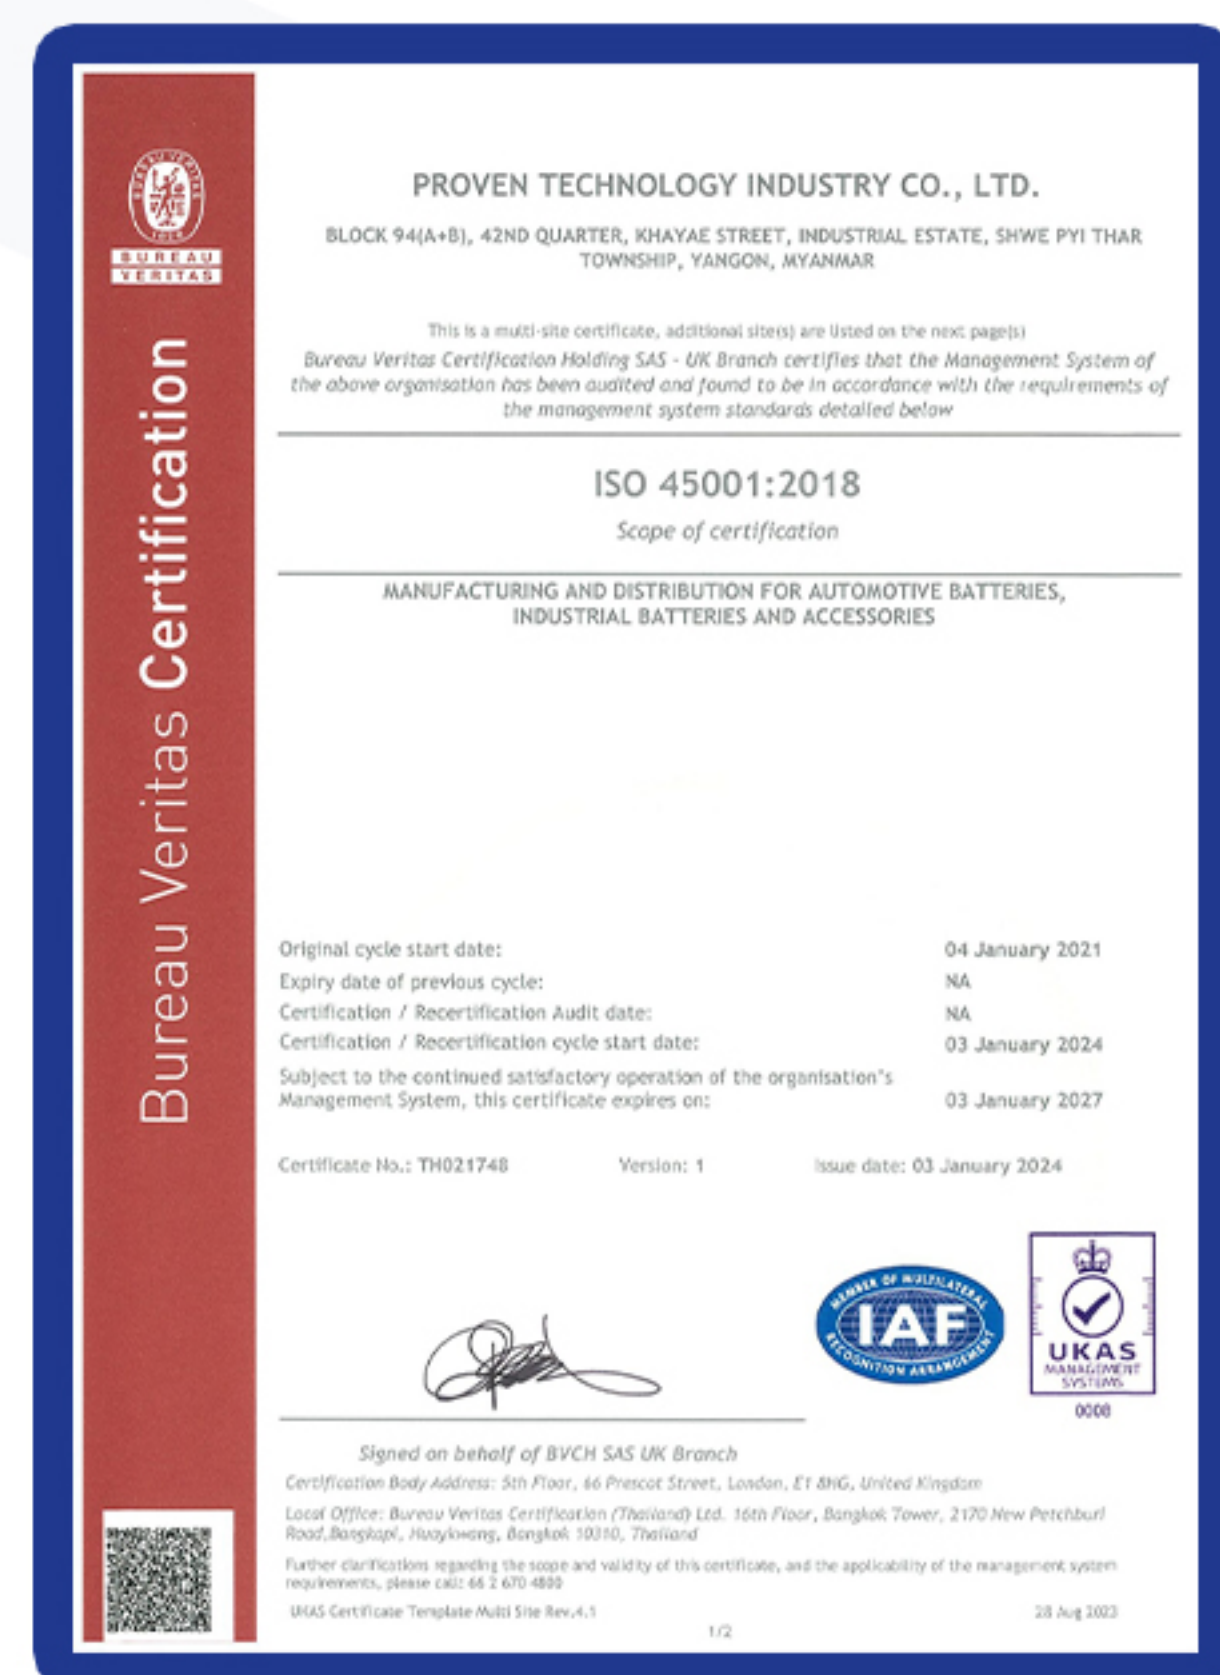 BUREAU VERITAS
1828
BUREAU
VERITAS
Bureau Veritas Certification
PROVEN TECHNOLOGY INDUSTRY CO., LTD.
BLOCK 94(A+B), 42ND QUARTER, KHAYAE STREET, INDUSTRIAL ESTATE, SHWE PYI THAR
TOWNSHIP, YANGON, MYANMAR
This is a multi-site certificate, additional site(s) are listed on the next page(s)
Bureau Veritas Certification Holding SAS - UK Branch certifies that the Management System of
the above organisation has been audited and found to be in accordance with the requirements of
the management system standards detailed below
ISO 45001:2018
Scope of certification
MANUFACTURING AND DISTRIBUTION FOR AUTOMOTIVE BATTERIES,
INDUSTRIAL BATTERIES AND ACCESSORIES
Original cycle start date: 04 January 2021
Expiry date of previous cycle: NA
Certification / Recertification Audit date: NA
Certification / Recertification cycle start date: 03 January 2024
Subject to the continued satisfactory operation of the organisation's
Management System, this certificate expires on: 03 January 2027
Certificate No.: TH021748 Version: 1 Issue date: 03 January 2024
MEMBER OF MULTILATERAL
IAF
RECOGNITION ARRANGEMENT
UKAS
MANAGEMENT
SYSTEMS
0008
Signed on behalf of BVCH SAS UK Branch
Certification Body Address: 5th Floor, 66 Prescot Street, London, E1 8HG, United Kingdom
Local Office: Bureau Veritas Certification (Thailand) Ltd. 16th Floor, Bangkok Tower, 2170 New Petchburi
Road,Bangkapi, Huaykwang, Bangkok 10310, Thailand
Further clarifications regarding the scope and validity of this certificate, and the applicability of the management system
requirements, please call: 66 2 670 4800
UKAS Certificate Template Multi Site Rev.4.1 28 Aug 2023
1/2